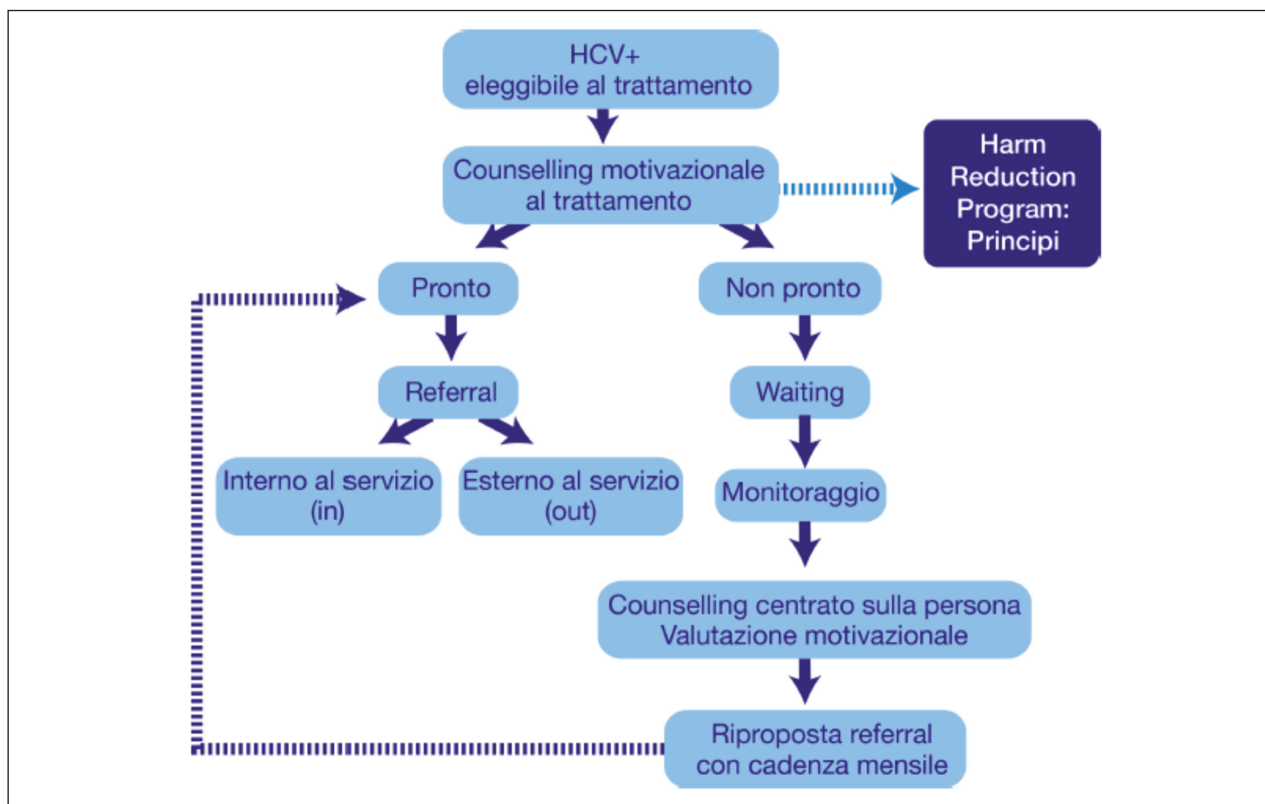 HCV+
eleggibile al trattamento
Counselling motivazionale
al trattamento
Harm
Reduction
Program:
Principi
Pronto
Non pronto
Referral
Waiting
Interno al servizio
(in)
Esterno al servizio
(out)
Monitoraggio
Counselling centrato sulla persona
Valutazione motivazionale
Riproposta referral
con cadenza mensile